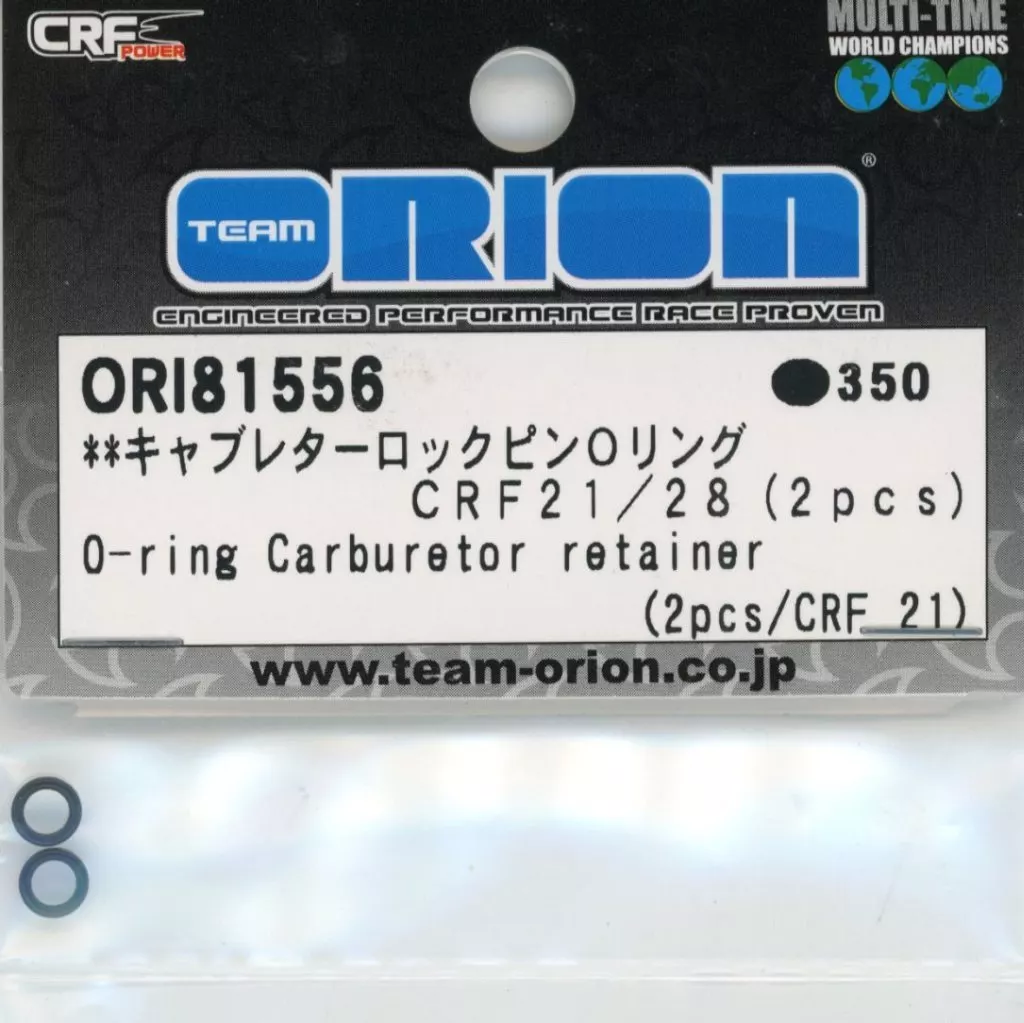 CRF
POWER
MULTI-TIME
WORLD CHAMPIONS
TEAM ORION®
ENGINEERED PERFORMANCE RACE PROVEN
ORI81556 ●350
**キャブレターロックピンOリング
CRF21/28(2pcs)
O-ring Carburetor retainer
(2pcs/CRF 21)
www.team-orion.co.jp